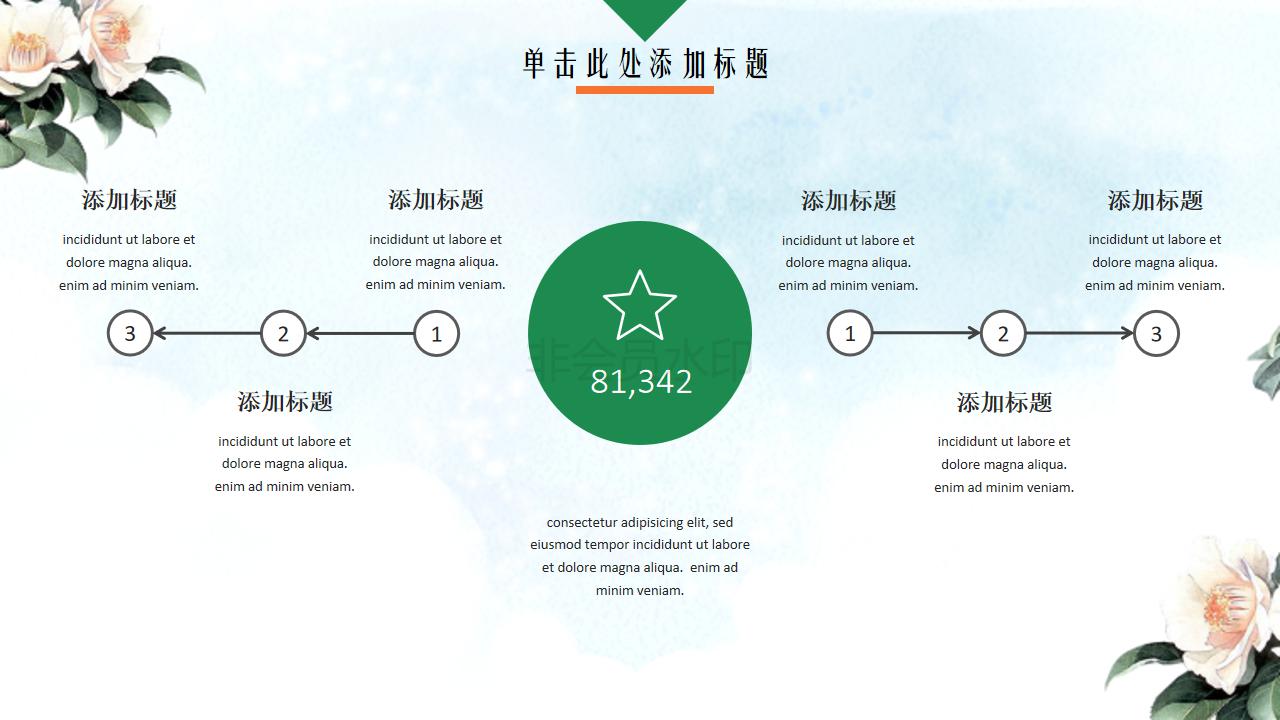 单击此处添加标题
添加标题
incididunt ut labore et
dolore magna aliqua.
enim ad minim veniam.
添加标题
incididunt ut labore et
dolore magna aliqua.
enim ad minim veniam.
添加标题
incididunt ut labore et
dolore magna aliqua.
enim ad minim veniam.
添加标题
incididunt ut labore et
dolore magna aliqua.
enim ad minim veniam.
3
2
1
非会员水印
81,342
1
2
3
添加标题
incididunt ut labore et
dolore magna aliqua.
enim ad minim veniam.
添加标题
incididunt ut labore et
dolore magna aliqua.
enim ad minim veniam.
consectetur adipisicing elit, sed
eiusmod tempor incididunt ut labore
et dolore magna aliqua.  enim ad
minim veniam.